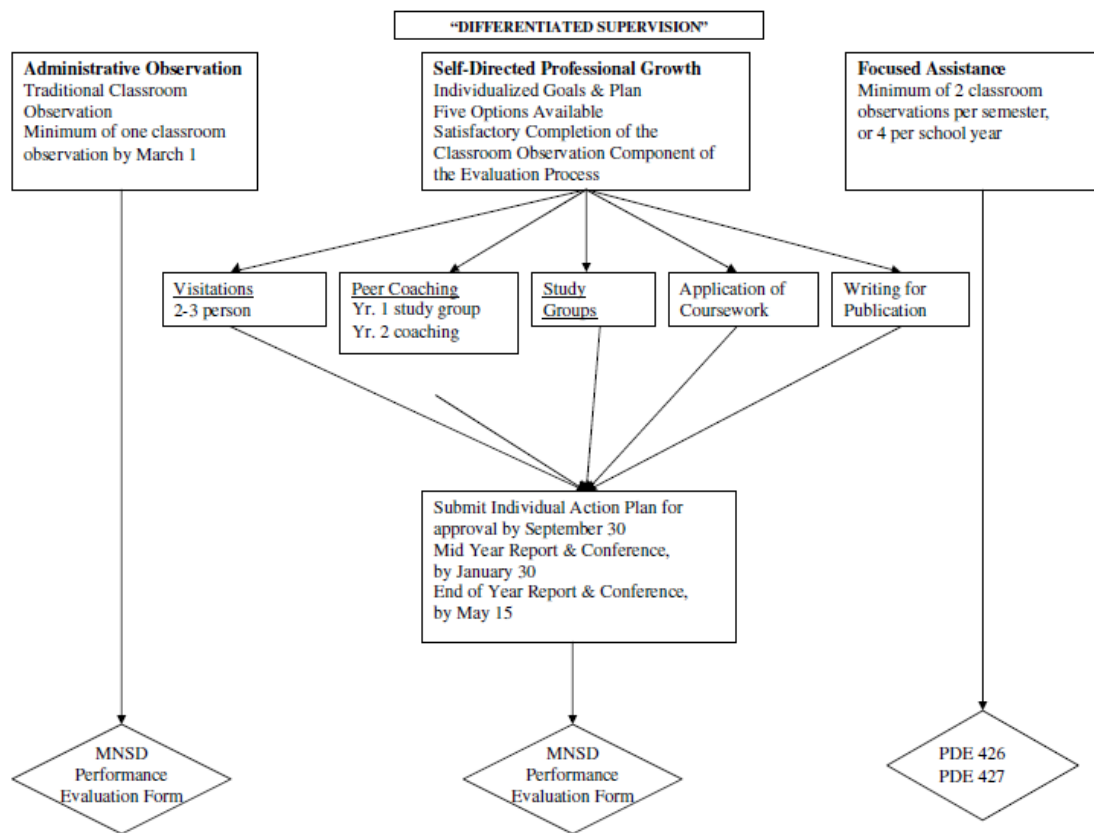 “DIFFERENTIATED SUPERVISION”
Administrative Observation
Traditional Classroom
Observation
Minimum of one classroom
observation by March 1
Self-Directed Professional Growth
Individualized Goals & Plan
Five Options Available
Satisfactory Completion of the
Classroom Observation Component of
the Evaluation Process
Focused Assistance
Minimum of 2 classroom
observations per semester,
or 4 per school year
Visitations
2-3 person
Peer Coaching
Yr. 1 study group
Yr. 2 coaching
Study
Groups
Application of
Coursework
Writing for
Publication
Submit Individual Action Plan for
approval by September 30
Mid Year Report & Conference,
by January 30
End of Year Report & Conference,
by May 15
MNSD
Performance
Evaluation Form
MNSD
Performance
Evaluation Form
PDE 426
PDE 427